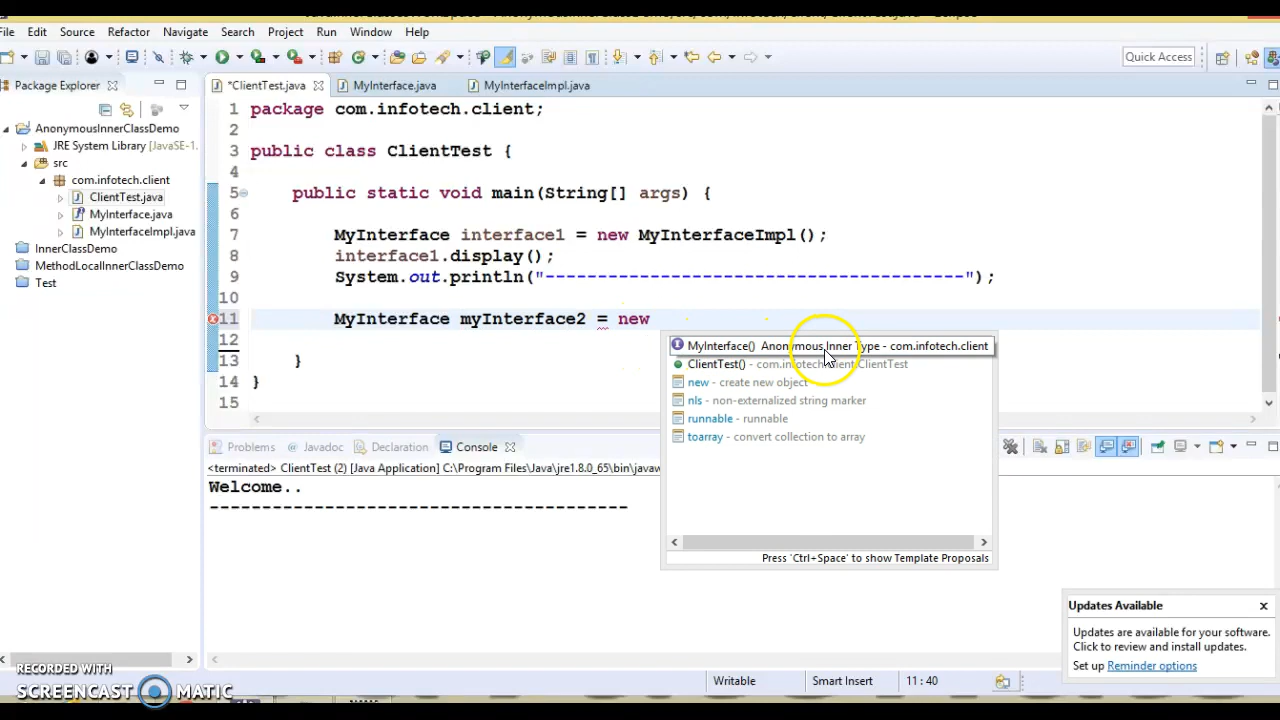 File Edit Source Refactor Navigate Search Project Run Window Help
Quick Access
Package Explorer
*ClientTest.java
MyInterface.java
MyInterfaceImpl.java
AnonymousInnerClassDemo
JRE System Library [JavaSE-1.
src
com.infotech.client
ClientTest.java
MyInterface.java
MyInterfaceImpl.java
InnerClassDemo
MethodLocalInnerClassDemo
Test
1 package com.infotech.client;
2
3 public class ClientTest {
4
5 public static void main(String[] args) {
6
7 MyInterface interface1 = new MyInterfaceImpl();
8 interface1.display();
9 System.out.println("----------------------------------------");
10
11 MyInterface myInterface2 = new
12
13 }
14 }
15
MyInterface() Anonymous Inner Type - com.infotech.client
ClientTest() - com.infotech.client.ClientTest
new - create new object
nls - non-externalized string marker
runnable - runnable
toarray - convert collection to array
Press 'Ctrl+Space' to show Template Proposals
Problems Javadoc Declaration Console
<terminated> ClientTest (2) [Java Application] C:\Program Files\Java\jre1.8.0_65\bin\javaw
Welcome..
----------------------------------------
Updates Available
Updates are available for your software.
Click to review and install updates.
Set up Reminder options
Writable Smart Insert 11:40
RECORDED WITH
SCREENCAST MATIC